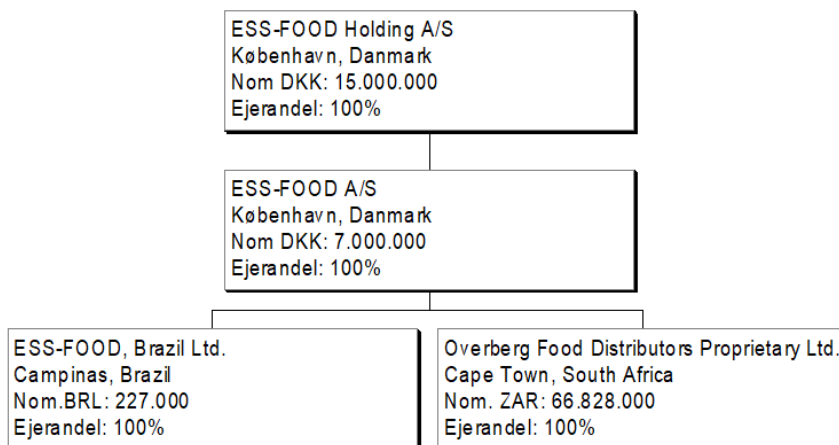 ESS-FOOD Holding A/S
København, Danmark
Nom DKK: 15.000.000
Ejerandel: 100%
ESS-FOOD A/S
København, Danmark
Nom DKK: 7.000.000
Ejerandel: 100%
ESS-FOOD, Brazil Ltd.
Campinas, Brazil
Nom.BRL: 227.000
Ejerandel: 100%
Overberg Food Distributors Proprietary Ltd.
Cape Town, South Africa
Nom. ZAR: 66.828.000
Ejerandel: 100%